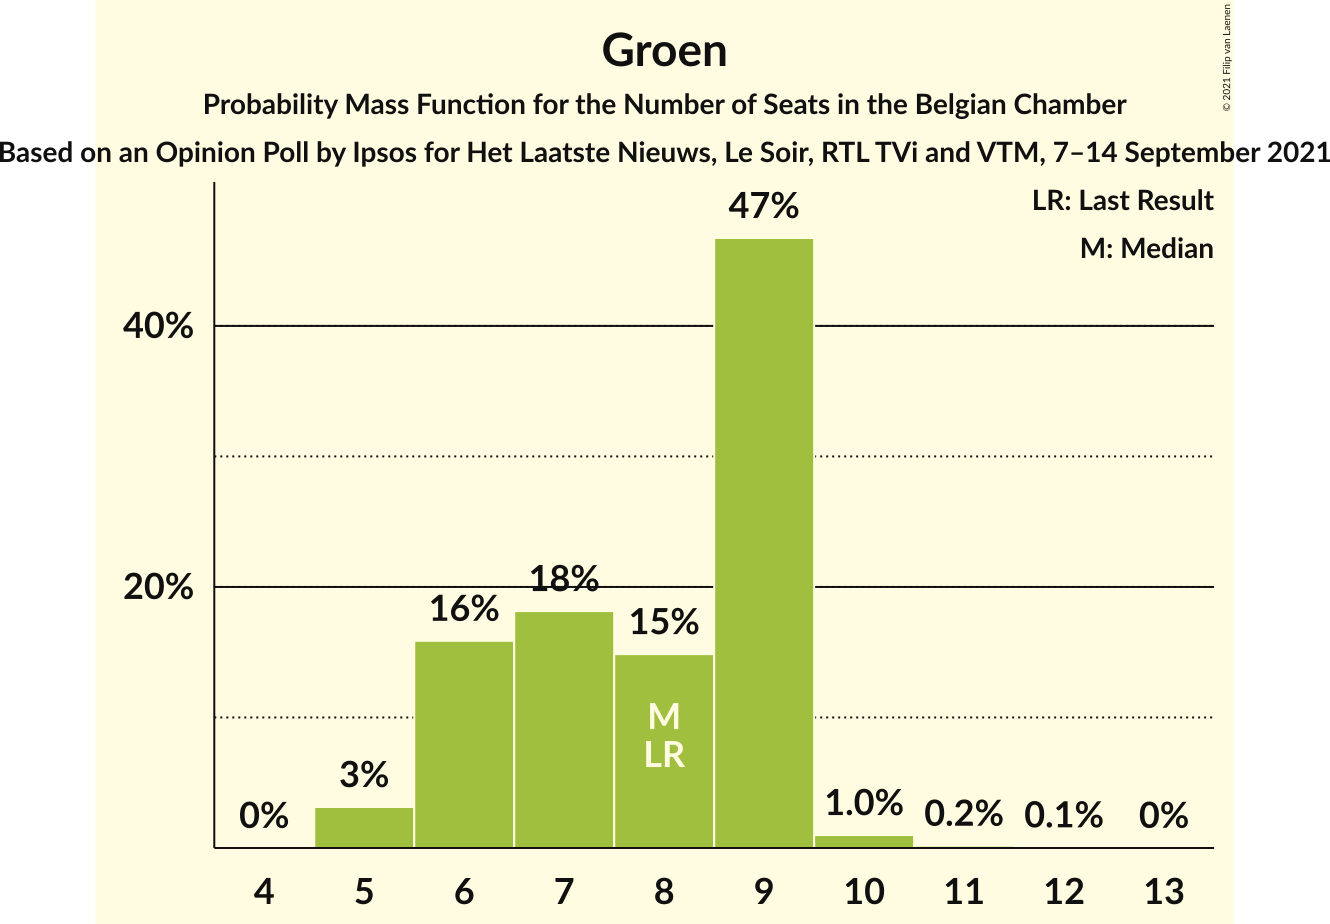 Groen
Probability Mass Function for the Number of Seats in the Belgian Chamber
Based on an Opinion Poll by Ipsos for Het Laatste Nieuws, Le Soir, RTL TVi and VTM, 7–14 September 2021
© 2021 Filip van Laenen
LR: Last Result
M: Median
47%
40%
20%
18%
16%
15%
M
LR
3%
0%
1.0%
0.2%
0.1%
0%
4 5 6 7 8 9 10 11 12 13